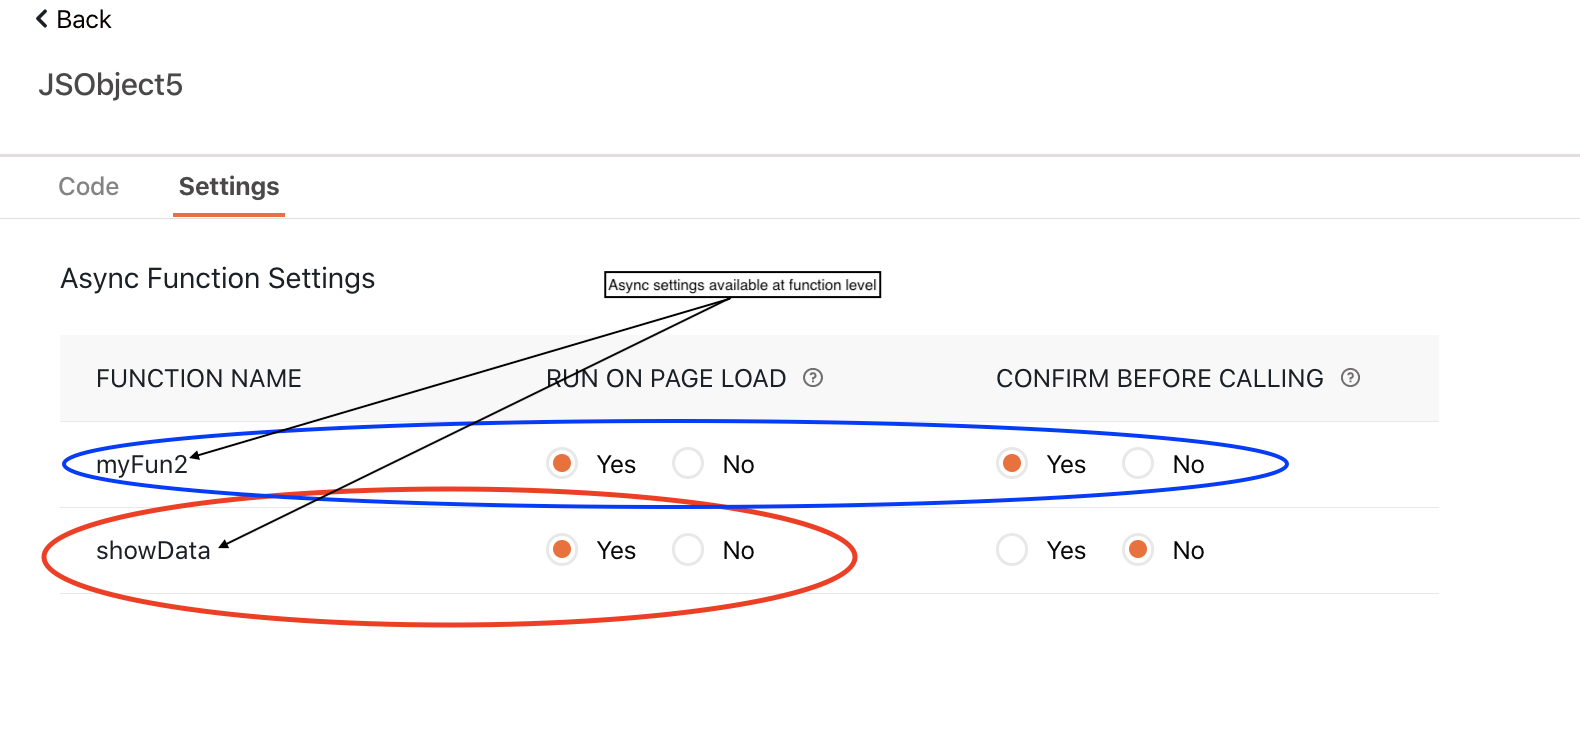 Back
JSObject5
Code Settings
Async Function Settings
Async settings available at function level
FUNCTION NAME RUN ON PAGE LOAD ? CONFIRM BEFORE CALLING ?
myFun2 Yes No Yes No
showData Yes No Yes No